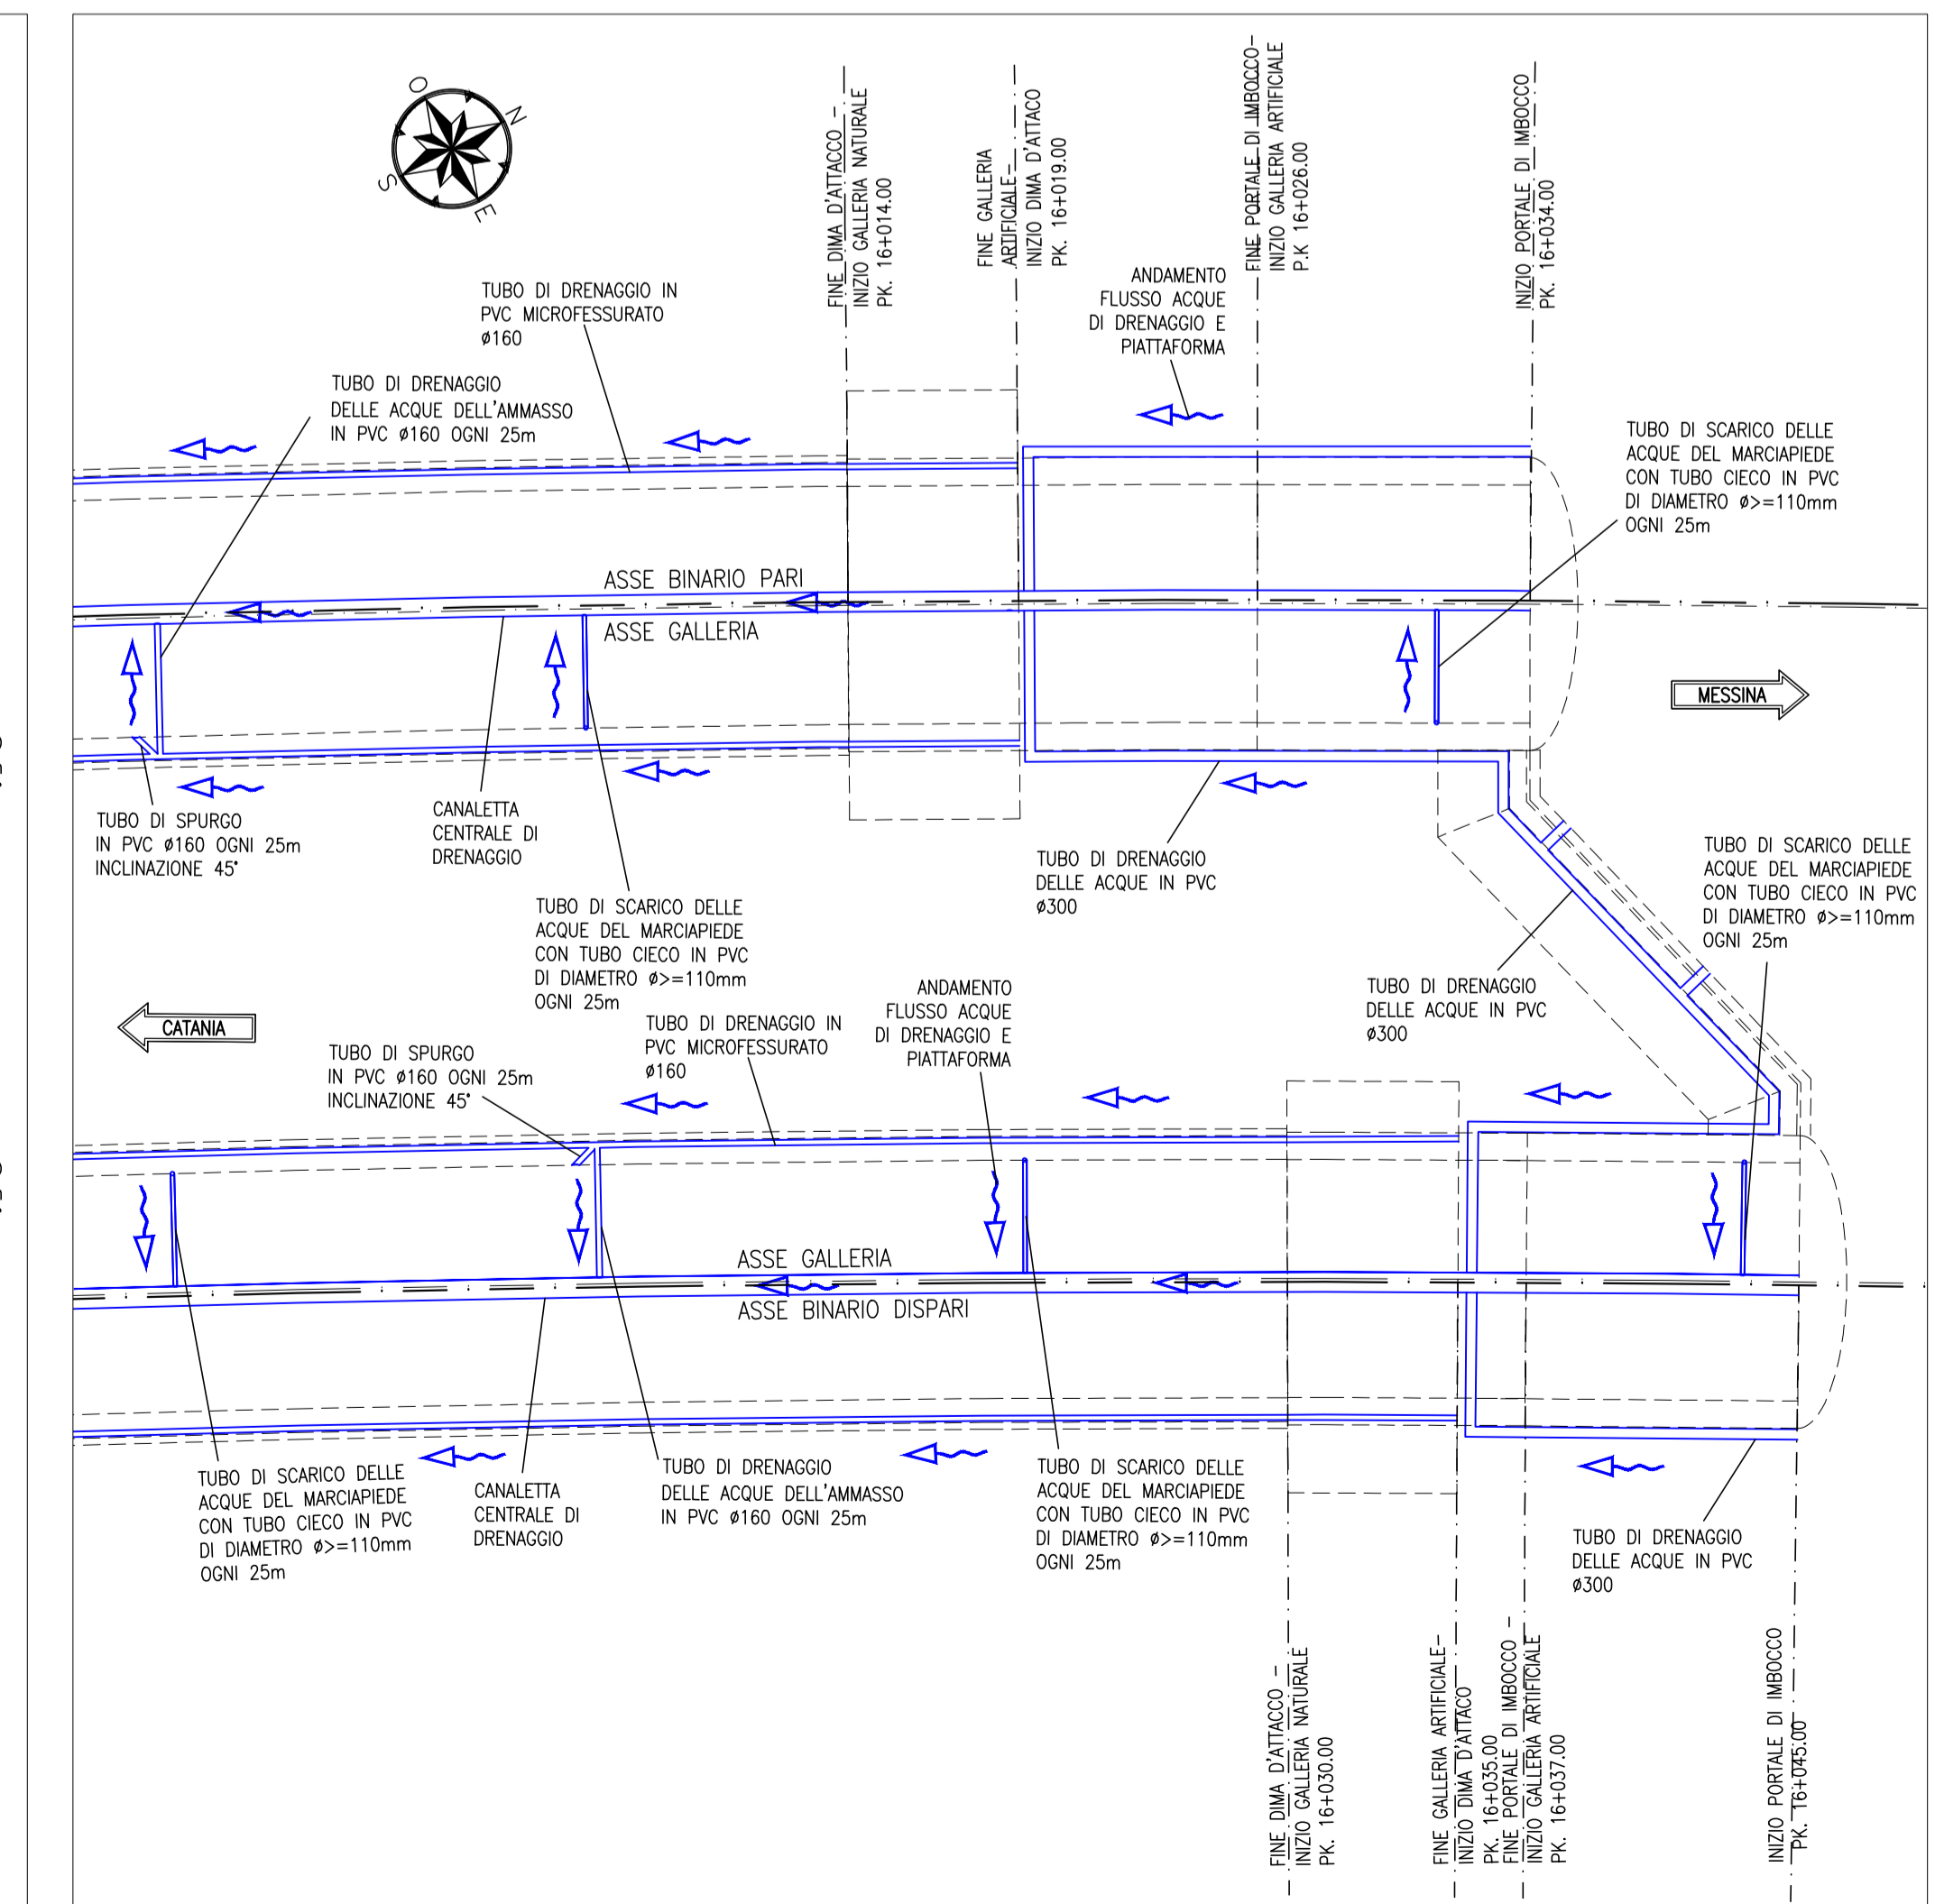 O
N
S
E
FINE DIMA D'ATTACCO -
INIZIO GALLERIA NATURALE
PK. 16+014.00
FINE GALLERIA
ARTIFICIALE-
INIZIO DIMA D'ATTACO
PK. 16+019.00
FINE PORTALE DI IMBOCCO-
INIZIO GALLERIA ARTIFICIALE
P.K 16+026.00
INIZIO PORTALE DI IMBOCCO
PK. 16+034.00
TUBO DI DRENAGGIO IN
PVC MICROFESSURATO
ø160
ANDAMENTO
FLUSSO ACQUE
DI DRENAGGIO E
PIATTAFORMA
TUBO DI DRENAGGIO
DELLE ACQUE DELL'AMMASSO
IN PVC ø160 OGNI 25m
TUBO DI SCARICO DELLE
ACQUE DEL MARCIAPIEDE
CON TUBO CIECO IN PVC
DI DIAMETRO ø>=110mm
OGNI 25m
ASSE BINARIO PARI
ASSE GALLERIA
MESSINA
TUBO DI SPURGO
IN PVC ø160 OGNI 25m
INCLINAZIONE 45°
CANALETTA
CENTRALE DI
DRENAGGIO
TUBO DI SCARICO DELLE
ACQUE DEL MARCIAPIEDE
CON TUBO CIECO IN PVC
DI DIAMETRO ø>=110mm
OGNI 25m
TUBO DI DRENAGGIO
DELLE ACQUE IN PVC
ø300
TUBO DI SCARICO DELLE
ACQUE DEL MARCIAPIEDE
CON TUBO CIECO IN PVC
DI DIAMETRO ø>=110mm
OGNI 25m
TUBO DI DRENAGGIO
DELLE ACQUE IN PVC
ø300
CATANIA
TUBO DI SPURGO
IN PVC ø160 OGNI 25m
INCLINAZIONE 45°
TUBO DI DRENAGGIO IN
PVC MICROFESSURATO
ø160
ANDAMENTO
FLUSSO ACQUE
DI DRENAGGIO E
PIATTAFORMA
ASSE GALLERIA
ASSE BINARIO DISPARI
TUBO DI SCARICO DELLE
ACQUE DEL MARCIAPIEDE
CON TUBO CIECO IN PVC
DI DIAMETRO ø>=110mm
OGNI 25m
CANALETTA
CENTRALE DI
DRENAGGIO
TUBO DI DRENAGGIO
DELLE ACQUE DELL'AMMASSO
IN PVC ø160 OGNI 25m
TUBO DI SCARICO DELLE
ACQUE DEL MARCIAPIEDE
CON TUBO CIECO IN PVC
DI DIAMETRO ø>=110mm
OGNI 25m
TUBO DI DRENAGGIO
DELLE ACQUE IN PVC
ø300
FINE DIMA D'ATTACCO -
INIZIO GALLERIA NATURALE
PK. 16+030.00
FINE GALLERIA ARTIFICIALE-
INIZIO DIMA D'ATTACO
PK. 16+035.00
FINE PORTALE DI IMBOCCO -
INIZIO GALLERIA ARTIFICIALE
PK. 16+037.00
INIZIO PORTALE DI IMBOCCO
PK. 16+045.00